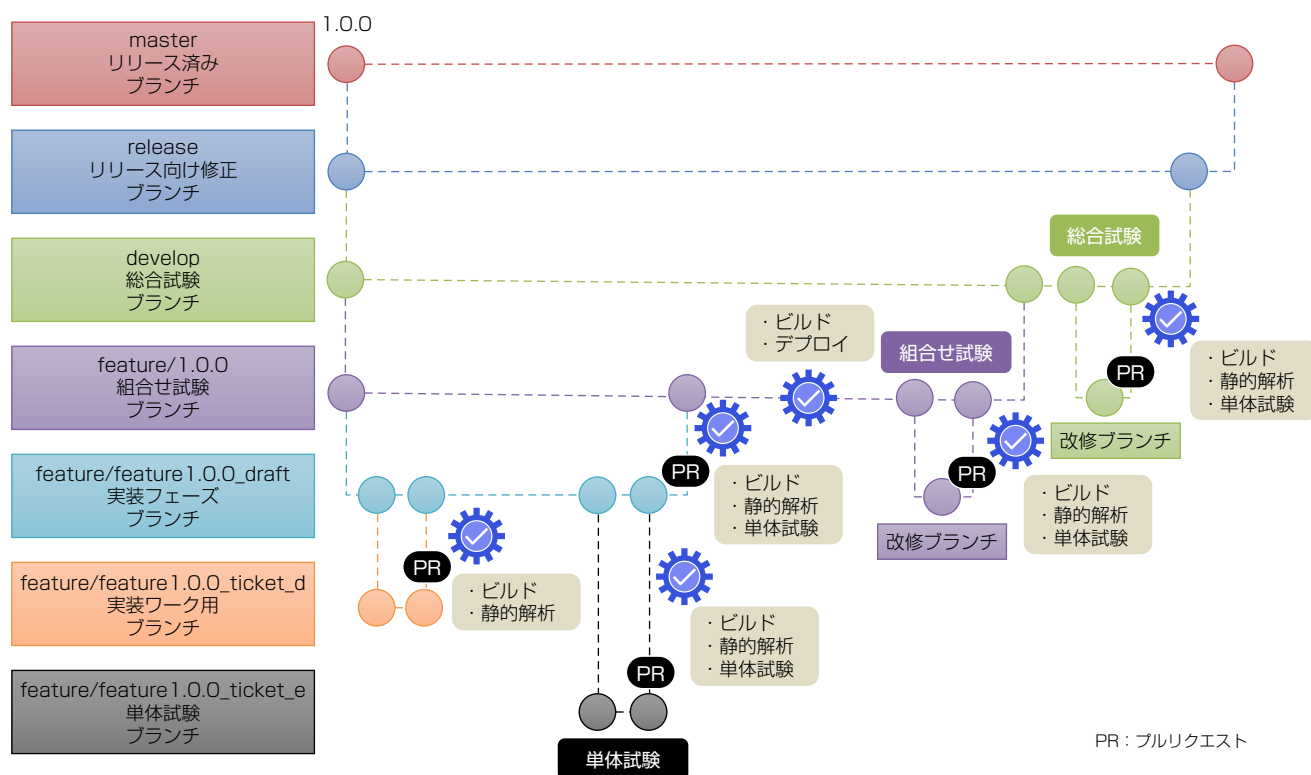 1.0.0
master
リリース済み
ブランチ
release
リリース向け修正
ブランチ
develop
総合試験
ブランチ
feature/1.0.0
組合せ試験
ブランチ
feature/feature1.0.0_draft
実装フェーズ
ブランチ
feature/feature1.0.0_ticket_d
実装ワーク用
ブランチ
feature/feature1.0.0_ticket_e
単体試験
ブランチ
総合試験
・ビルド
・デプロイ
組合せ試験
PR
・ビルド
・静的解析
・単体試験
改修ブランチ
PR
・ビルド
・静的解析
・単体試験
PR
・ビルド
・静的解析
・単体試験
改修ブランチ
PR
・ビルド
・静的解析
・ビルド
・静的解析
・単体試験
PR
単体試験
PR：プルリクエスト